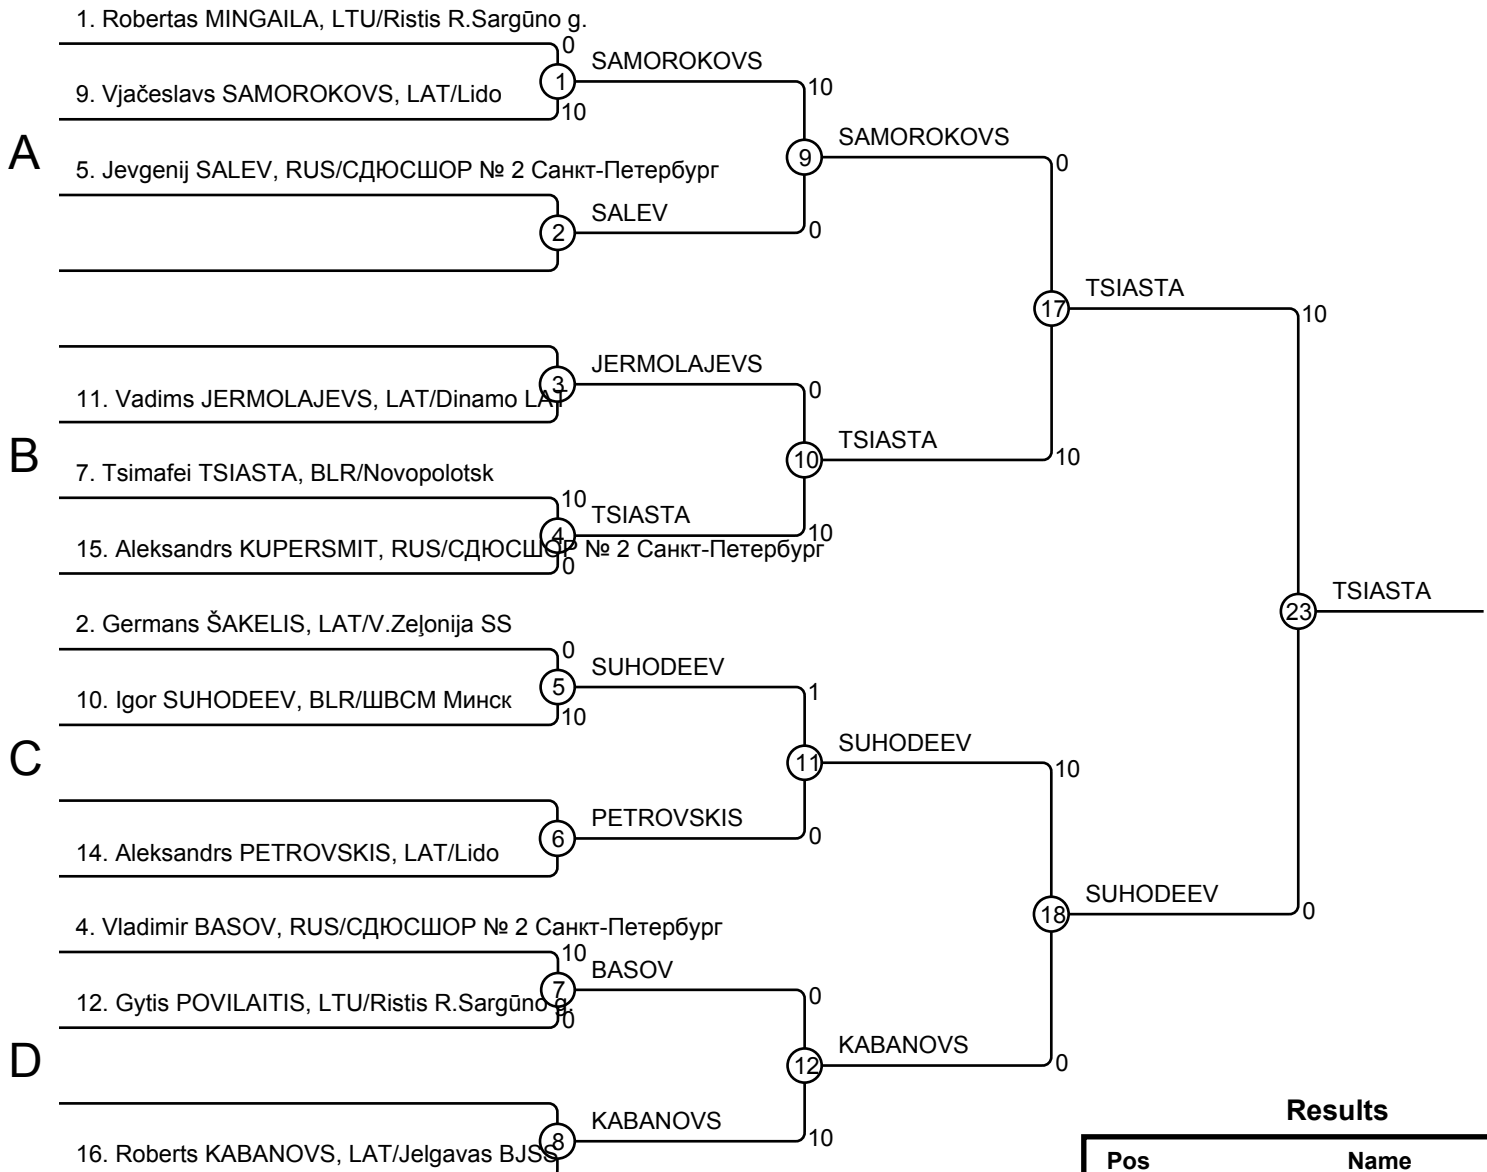 1. Robertas MINGAILA, LTU/Ristis R.Sargūno g.
0
SAMOROKOVS
1
10
9. Vjačeslavs SAMOROKOVS, LAT/Lido
10
SAMOROKOVS
A
9
0
5. Jevgenij SALEV, RUS/СДЮСШОР № 2 Санкт-Петербург
SALEV
2
0
TSIASTA
17
10
JERMOLAJEVS
3
0
11. Vadims JERMOLAJEVS, LAT/Dinamo LAT
TSIASTA
B
10
10
7. Tsimafei TSIASTA, BLR/Novopolotsk
10
TSIASTA
4
10
15. Aleksandrs KUPERSMIT, RUS/СДЮСШОР № 2 Санкт-Петербург
0
TSIASTA
23
2. Germans ŠAKELIS, LAT/V.Zeļonija SS
0
SUHODEEV
5
1
10. Igor SUHODEEV, BLR/ШВСМ Минск
10
SUHODEEV
C
11
10
PETROVSKIS
6
0
14. Aleksandrs PETROVSKIS, LAT/Lido
SUHODEEV
18
0
4. Vladimir BASOV, RUS/СДЮСШОР № 2 Санкт-Петербург
10
BASOV
7
0
12. Gytis POVILAITIS, LTU/Ristis R.Sargūno g.
0
KABANOVS
D
12
0
KABANOVS
8
10
16. Roberts KABANOVS, LAT/Jelgavas BJSS
Results
Pos Name